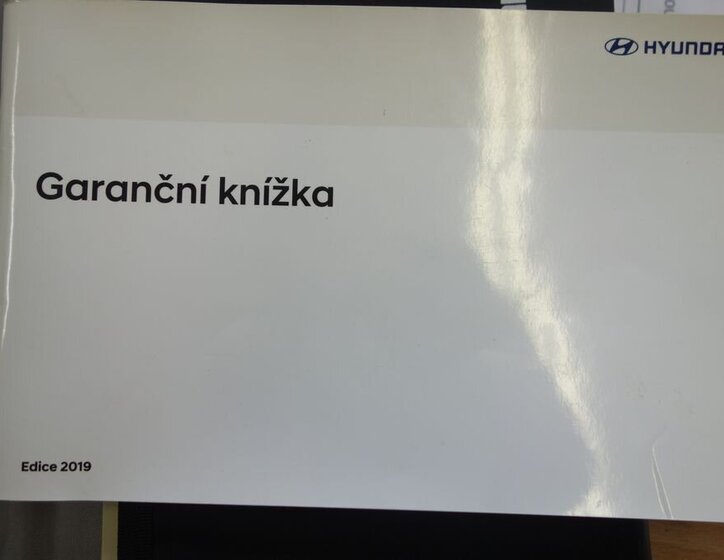 HYUNDA
Garanční knížka
Edice 2019